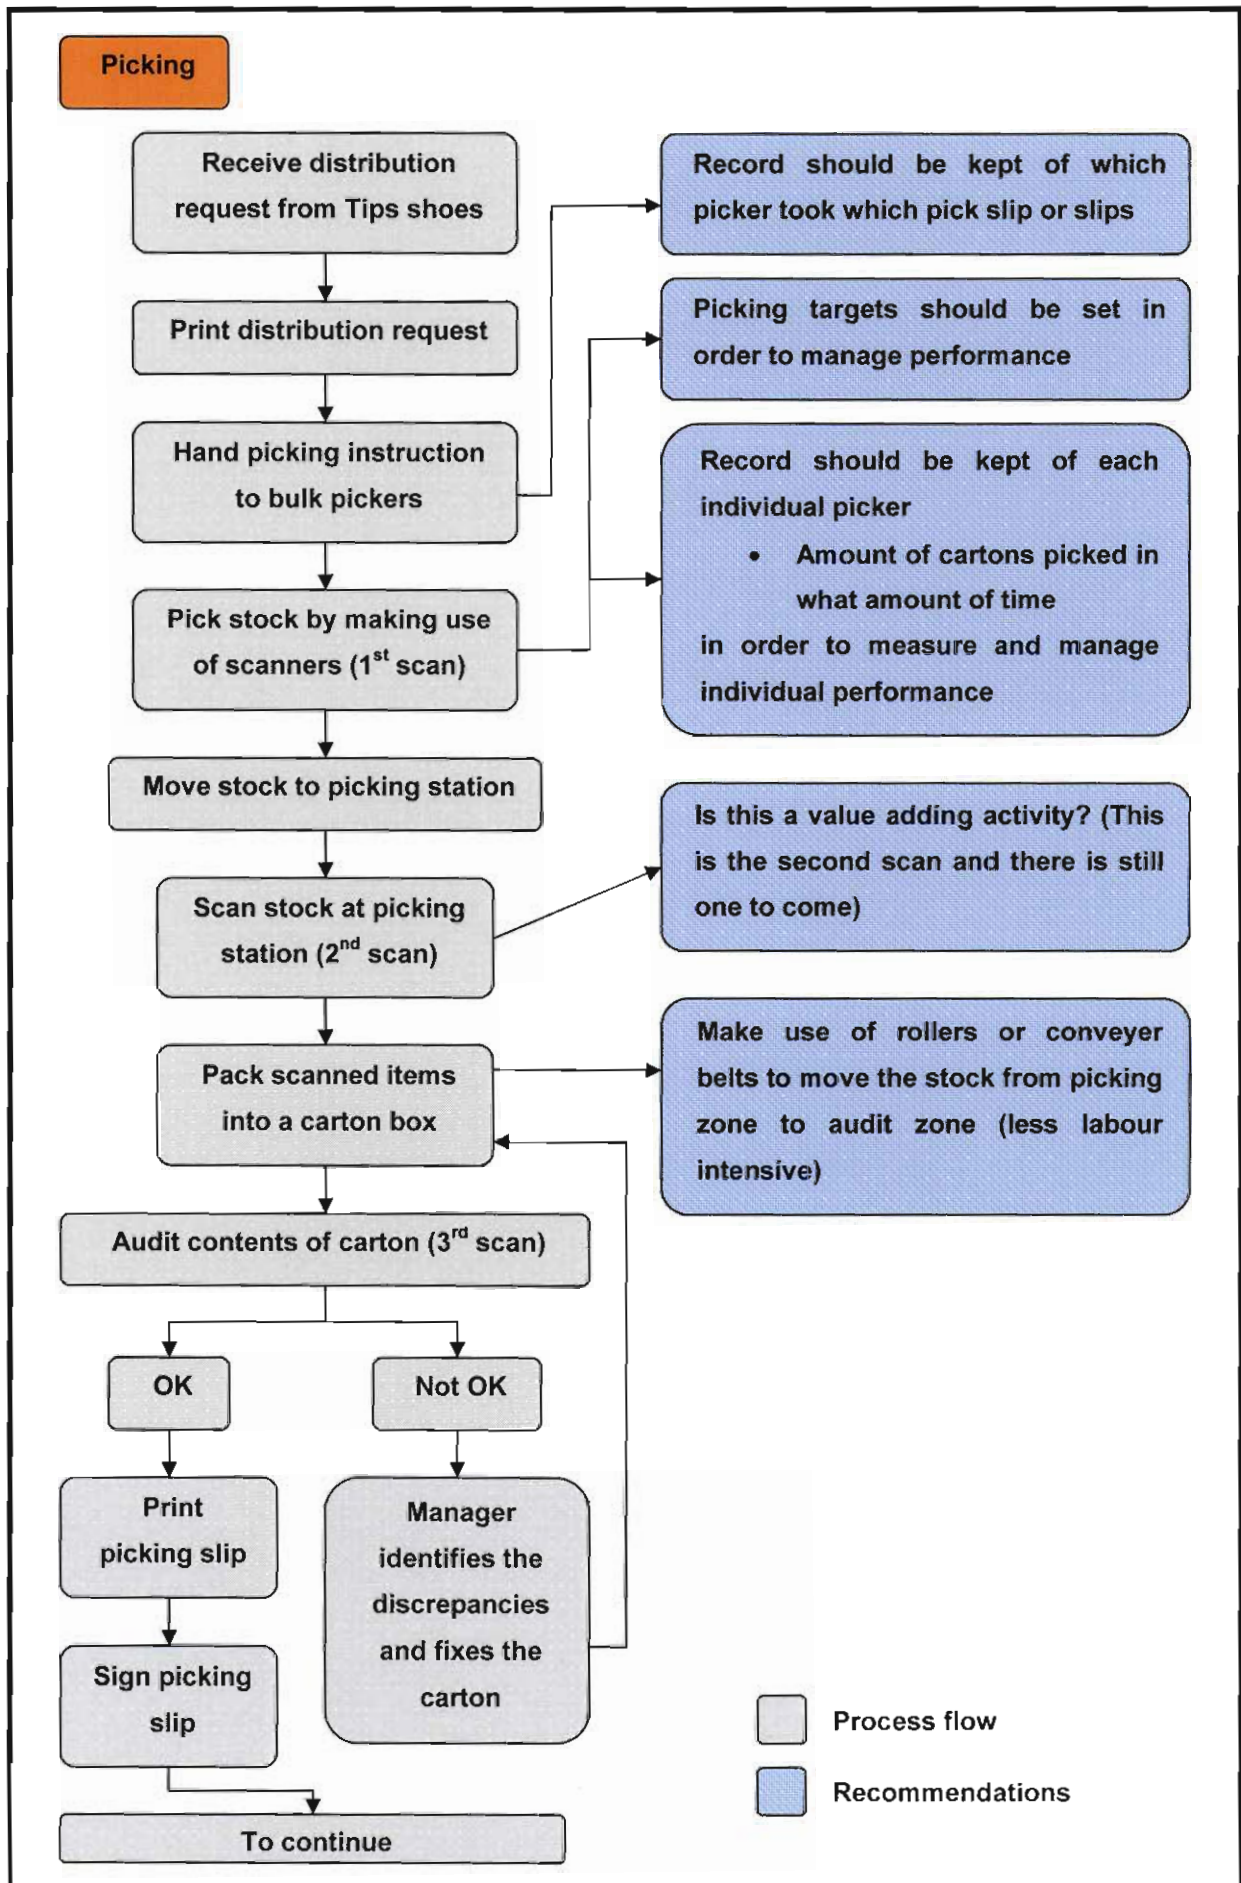 Picking
Receive distribution
request from Tips shoes
Record should be kept of which
picker took which pick slip or slips
Print distribution request
Picking targets should be set in
order to manage performance
Hand picking instruction
to bulk pickers
Record should be kept of each
individual picker
• Amount of cartons picked in
what amount of time
in order to measure and manage
individual performance
Pick stock by making use
of scanners (1st scan)
Move stock to picking station
Is this a value adding activity? (This
is the second scan and there is still
one to come)
Scan stock at picking
station (2nd scan)
Make use of rollers or conveyer
belts to move the stock from picking
zone to audit zone (less labour
intensive)
Pack scanned items
into a carton box
Audit contents of carton (3rd scan)
OK
Not OK
Print
picking slip
Manager
identifies the
discrepancies
and fixes the
carton
Sign picking
slip
To continue
Process flow
Recommendations